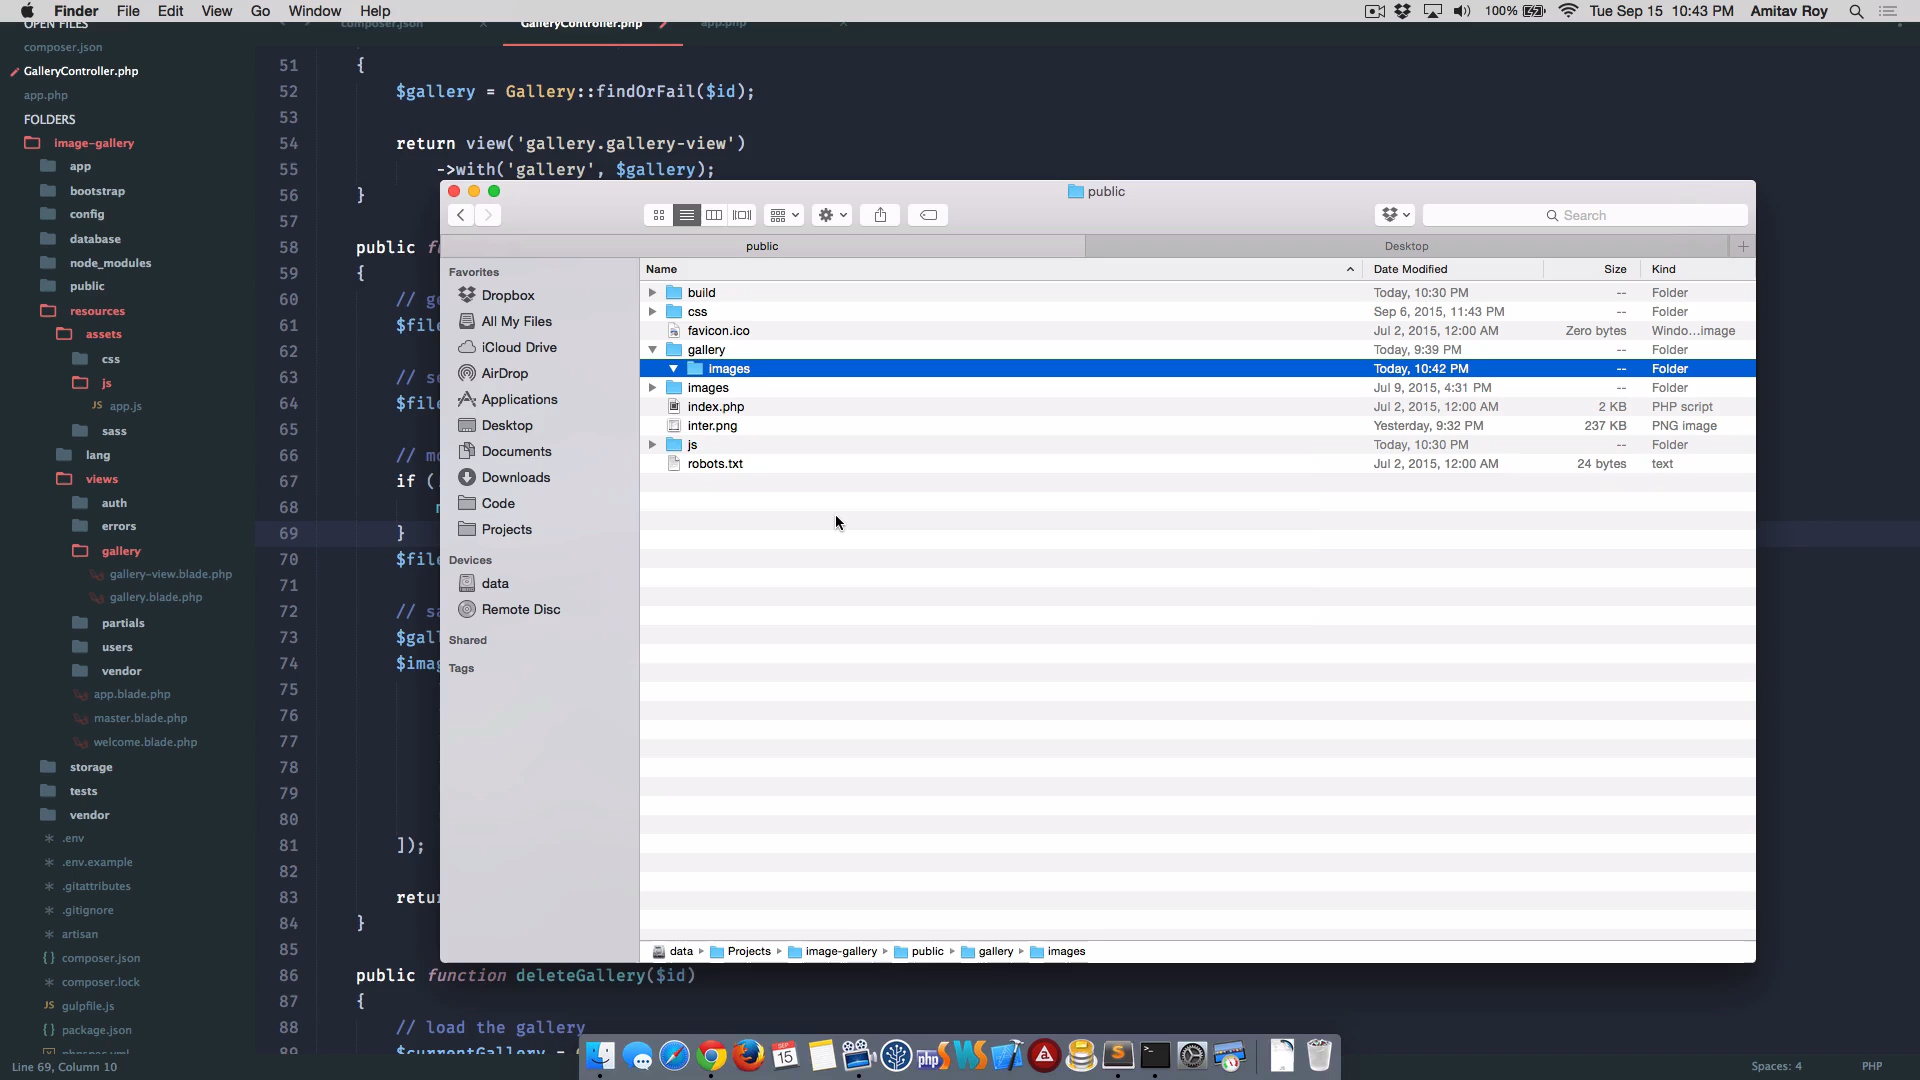 Finder File Edit View Go Window Help 100% Tue Sep 15 10:43 PM Amitav Roy
OPEN FILES
composer.json GalleryController.php app.php
composer.json
GalleryController.php
app.php
FOLDERS
image-gallery
app
bootstrap
config
database
node_modules
public
resources
assets
css
js
JS app.js
sass
lang
views
auth
errors
gallery
gallery-view.blade.php
gallery.blade.php
partials
users
vendor
app.blade.php
master.blade.php
welcome.blade.php
storage
tests
vendor
* .env
* .env.example
* .gitattributes
* .gitignore
* artisan
{ } composer.json
* composer.lock
JS gulpfile.js
{ } package.json
Line 69, Column 10
51 {
52 $gallery = Gallery::findOrFail($id);
53
54 return view('gallery.gallery-view')
55 ->with('gallery', $gallery);
56 }
57
58 public
59 {
60 //
61 $file
62
63 //
64 $file
65
66 //
67 if (
68
69 }
70 $file
71
72 //
73 $gall
74 $imag
75
76
77
78
79
80
81 ]);
82
83 retu
84 }
85
86 public function deleteGallery($id)
87 {
88 // load the gallery
89 $currentGallery =
public
Search
public Desktop +
Favorites
Dropbox
All My Files
iCloud Drive
AirDrop
Applications
Desktop
Documents
Downloads
Code
Projects
Devices
data
Remote Disc
Shared
Tags
Name Date Modified Size Kind
build Today, 10:30 PM -- Folder
css Sep 6, 2015, 11:43 PM -- Folder
favicon.ico Jul 2, 2015, 12:00 AM Zero bytes Windo...image
gallery Today, 9:39 PM -- Folder
images Today, 10:42 PM -- Folder
images Jul 9, 2015, 4:31 PM -- Folder
index.php Jul 2, 2015, 12:00 AM 2 KB PHP script
inter.png Yesterday, 9:32 PM 237 KB PNG image
js Today, 10:30 PM -- Folder
robots.txt Jul 2, 2015, 12:00 AM 24 bytes text
data Projects image-gallery public gallery images
SEP
15
php
S
WS
Spaces: 4 PHP